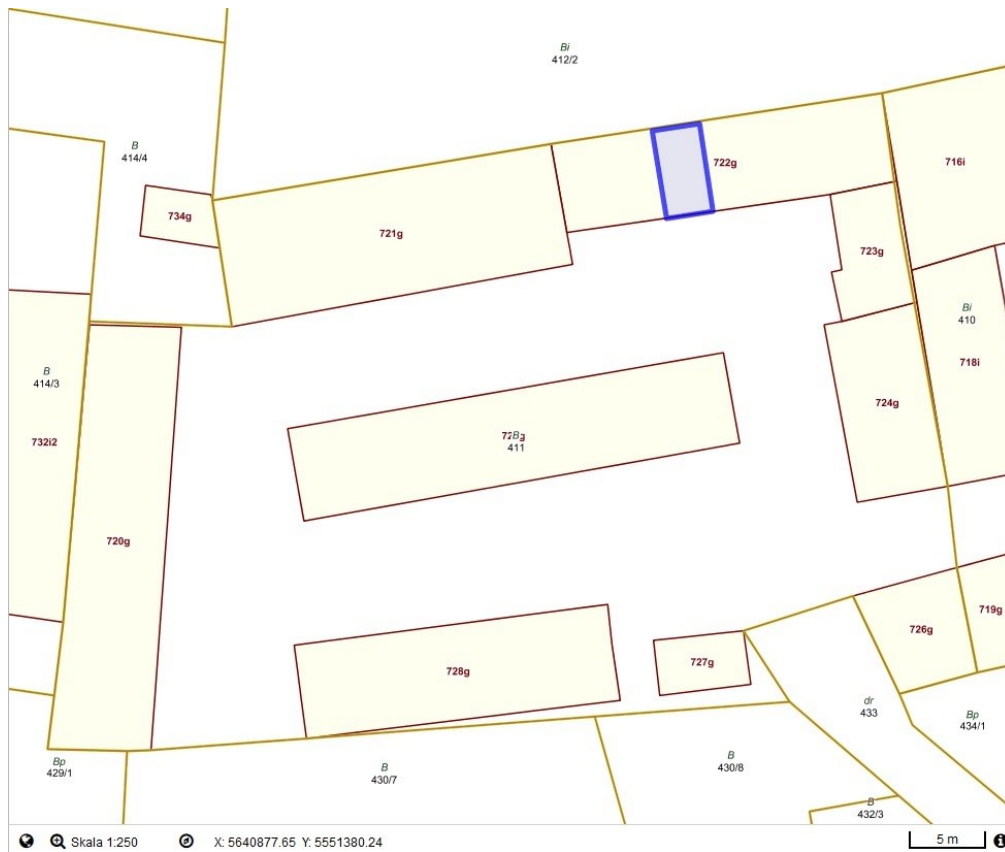 Bi
412/2
B
414/4
722g
716i
734g
721g
723g
Bi
410
B
414/3
718i
724g
732i2
B
411
720g
719g
726g
727g
728g
dr
433
Bp
434/1
Bp
429/1
B
430/7
B
430/8
B
432/3
Skala 1:250 X: 5640877.65 Y: 5551380.24 5 m